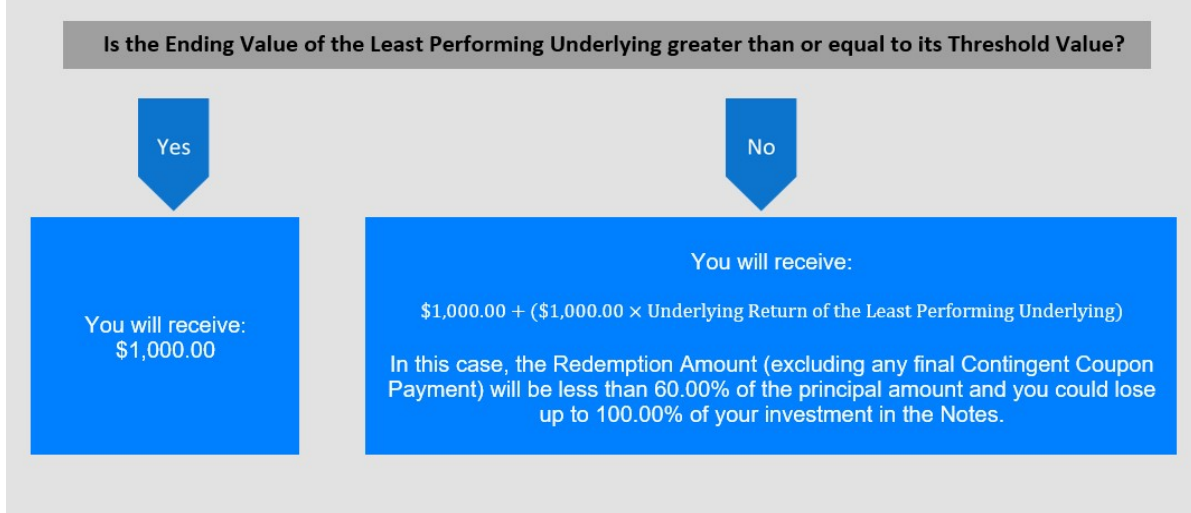 Is the Ending Value of the Least Performing Underlying greater than or equal to its Threshold Value?
Yes
No
You will receive:
$1,000.00
You will receive:
$1,000.00 + ($1,000.00 × Underlying Return of the Least Performing Underlying)
In this case, the Redemption Amount (excluding any final Contingent Coupon
Payment) will be less than 60.00% of the principal amount and you could lose
up to 100.00% of your investment in the Notes.